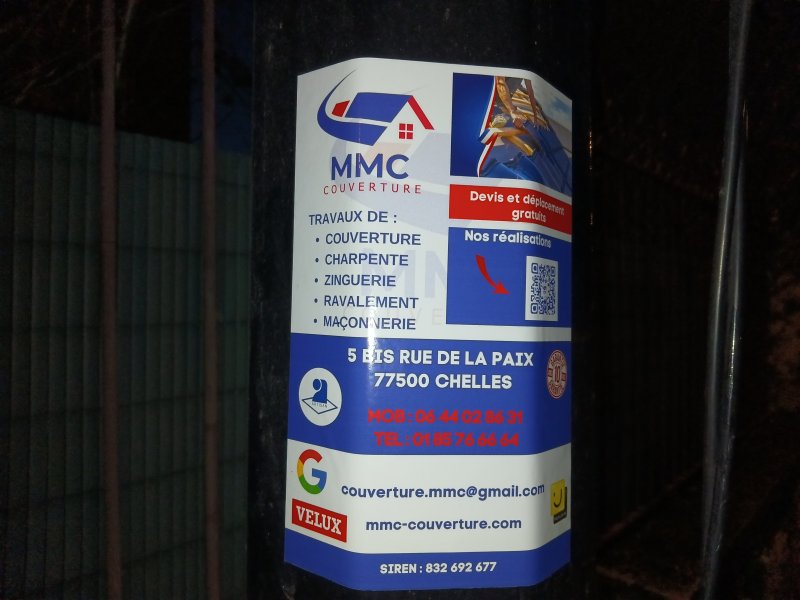 MMC
COUVERTURE
TRAVAUX DE :
• COUVERTURE
• CHARPENTE
• ZINGUERIE
• RAVALEMENT
• MAÇONNERIE
Devis et déplacement
gratuits
Nos réalisations
5 BIS RUE DE LA PAIX
77500 CHELLES
MOB : 06 44 02 86 31
TEL : 01 85 76 66 64
ARTISAN
G
couverture.mmc@gmail.com
VELUX
mmc-couverture.com
SIREN : 832 692 677